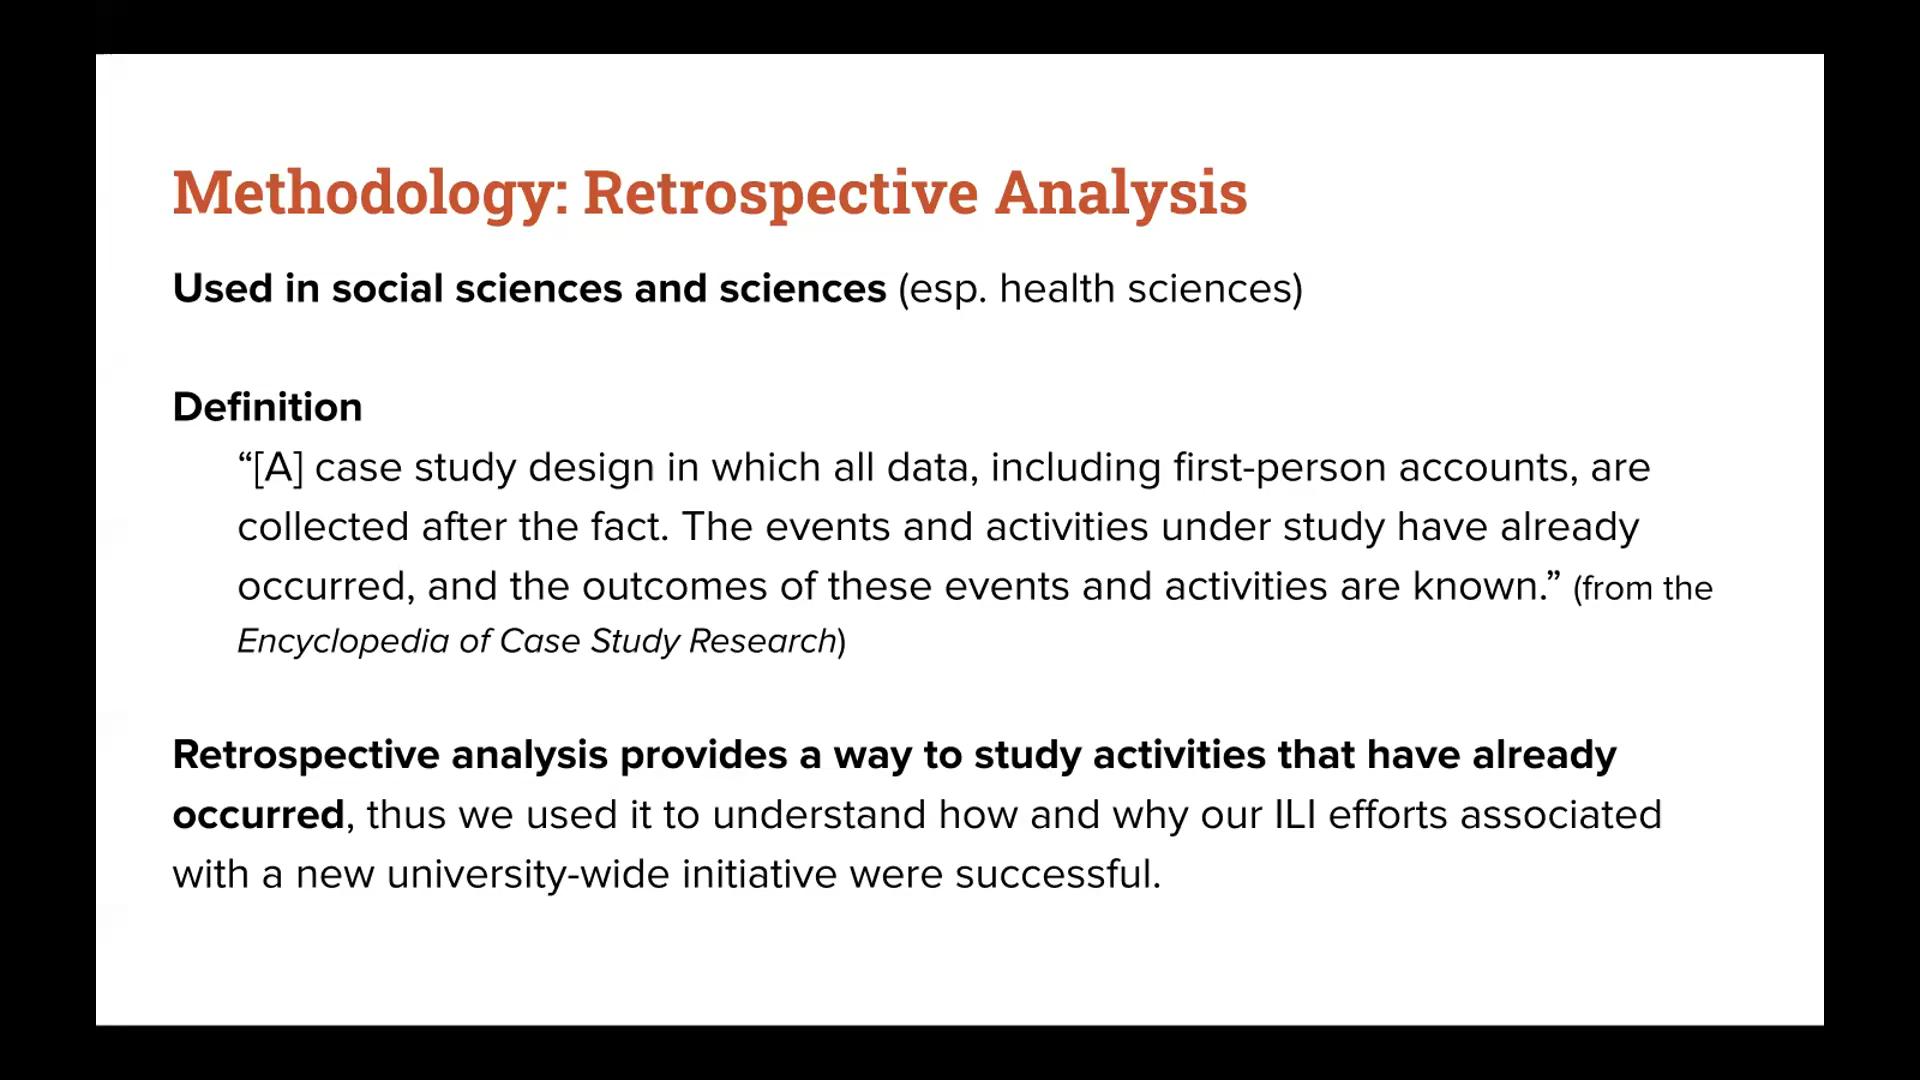 Methodology: Retrospective Analysis
Used in social sciences and sciences (esp. health sciences)
Definition
“[A] case study design in which all data, including first-person accounts, are
collected after the fact. The events and activities under study have already
occurred, and the outcomes of these events and activities are known.” (from the
Encyclopedia of Case Study Research)
Retrospective analysis provides a way to study activities that have already
occurred, thus we used it to understand how and why our ILI efforts associated
with a new university-wide initiative were successful.